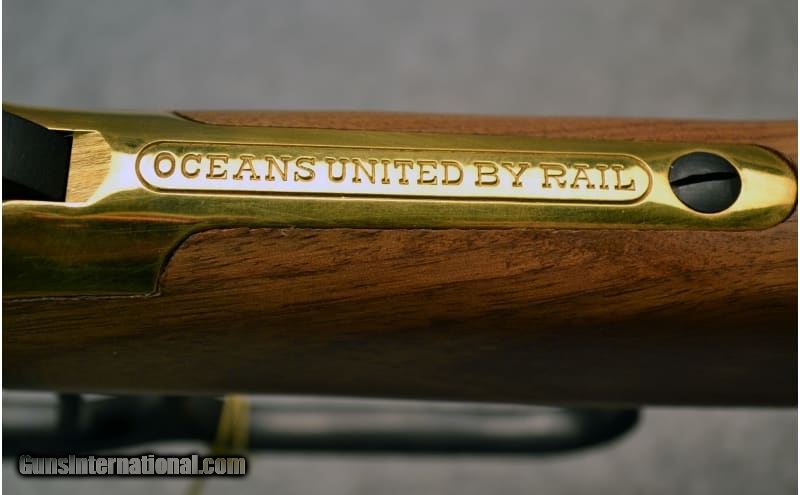 OCEANS UNITED BY RAIL
GunsInternational.com